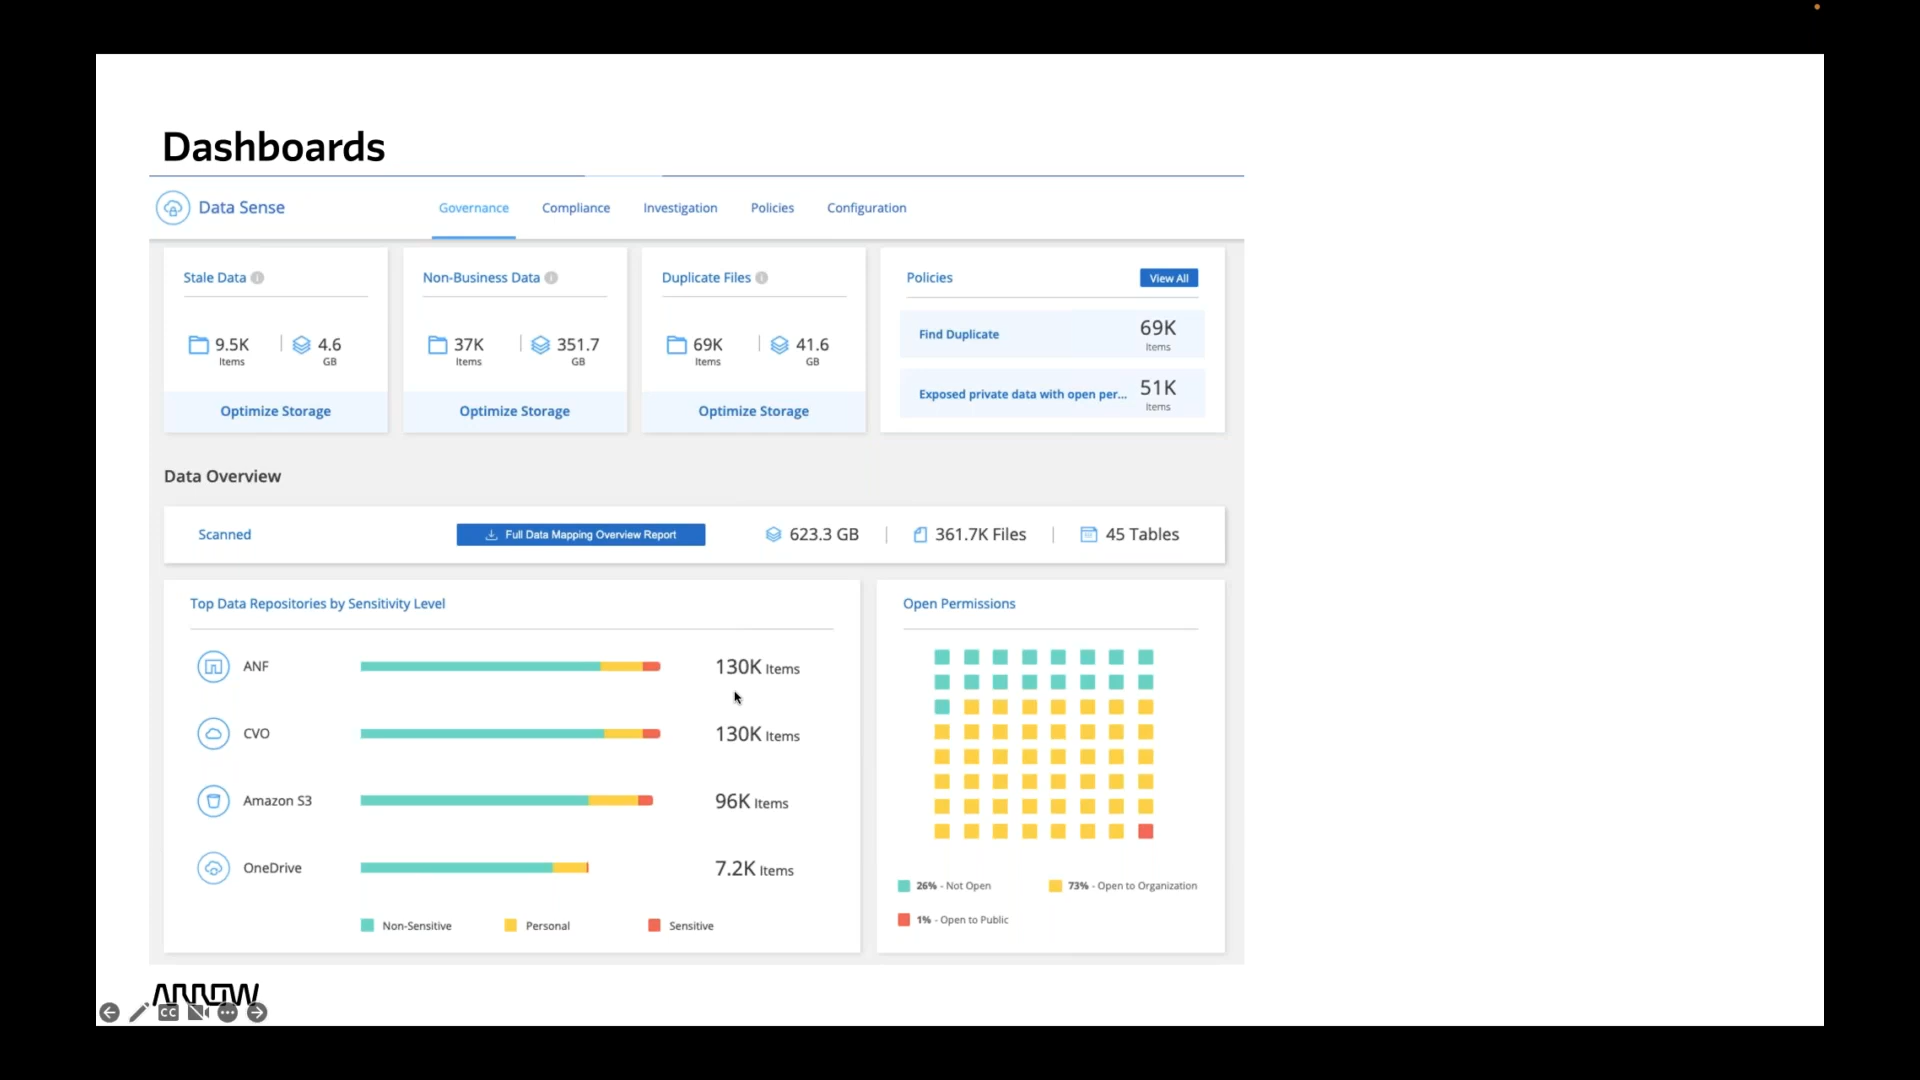 Dashboards
Data Sense
Governance Compliance Investigation Policies Configuration
Stale Data
9.5K Items
4.6 GB
Optimize Storage
Non-Business Data
37K Items
351.7 GB
Optimize Storage
Duplicate Files
69K Items
41.6 GB
Optimize Storage
Policies
View All
Find Duplicate
69K Items
Exposed private data with open per...
51K Items
Data Overview
Scanned
Full Data Mapping Overview Report
623.3 GB
361.7K Files
45 Tables
Top Data Repositories by Sensitivity Level
ANF 130K Items
CVO 130K Items
Amazon S3 96K Items
OneDrive 7.2K Items
Non-Sensitive Personal Sensitive
Open Permissions
26% - Not Open
73% - Open to Organization
1% - Open to Public
ARROW
CC